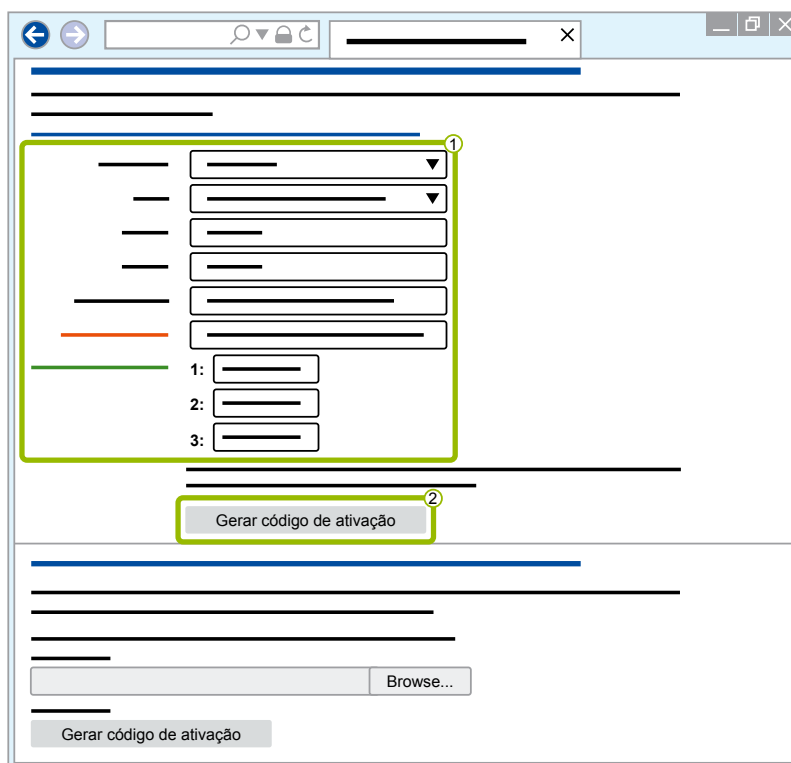 1
1:
2:
3:
2
Gerar código de ativação
Browse...
Gerar código de ativação